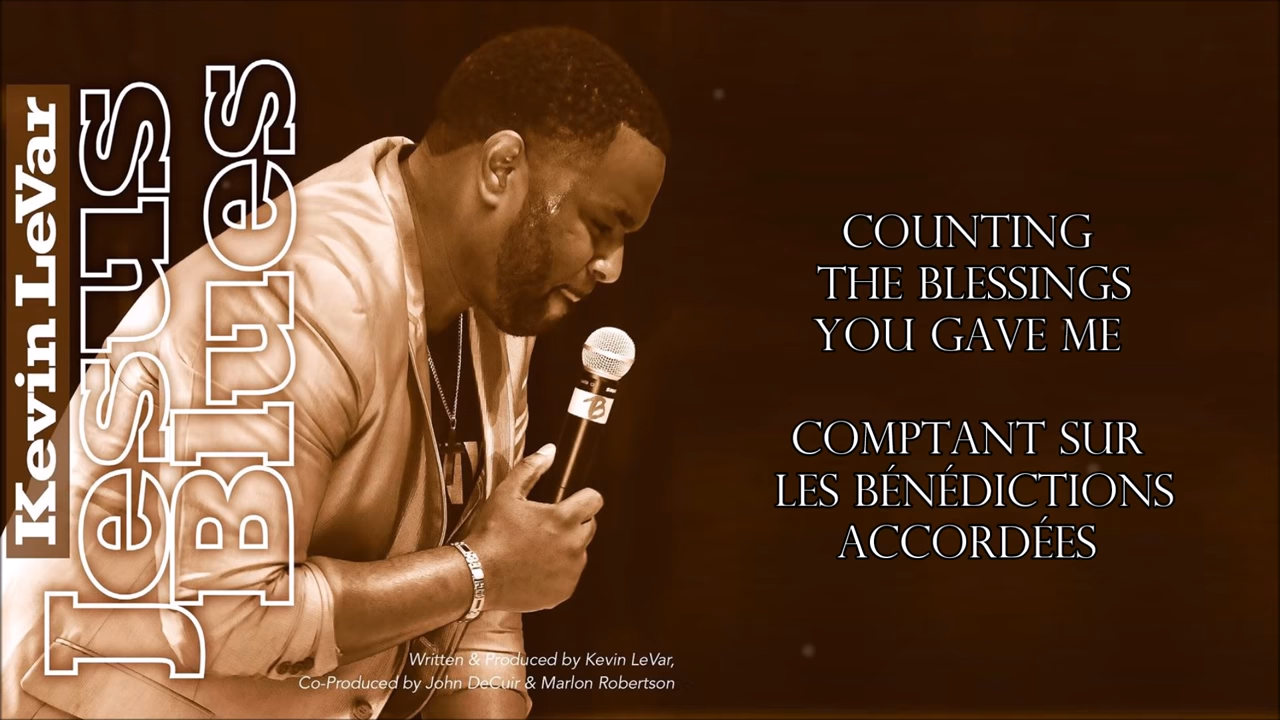 Kevin LeVar
Jesus
Blues
COUNTING
THE BLESSINGS
YOU GAVE ME
COMPTANT SUR
LES BÉNÉDICTIONS
ACCORDÉES
Written & Produced by Kevin LeVar,
Co-Produced by John DeCuir & Marlon Robertson